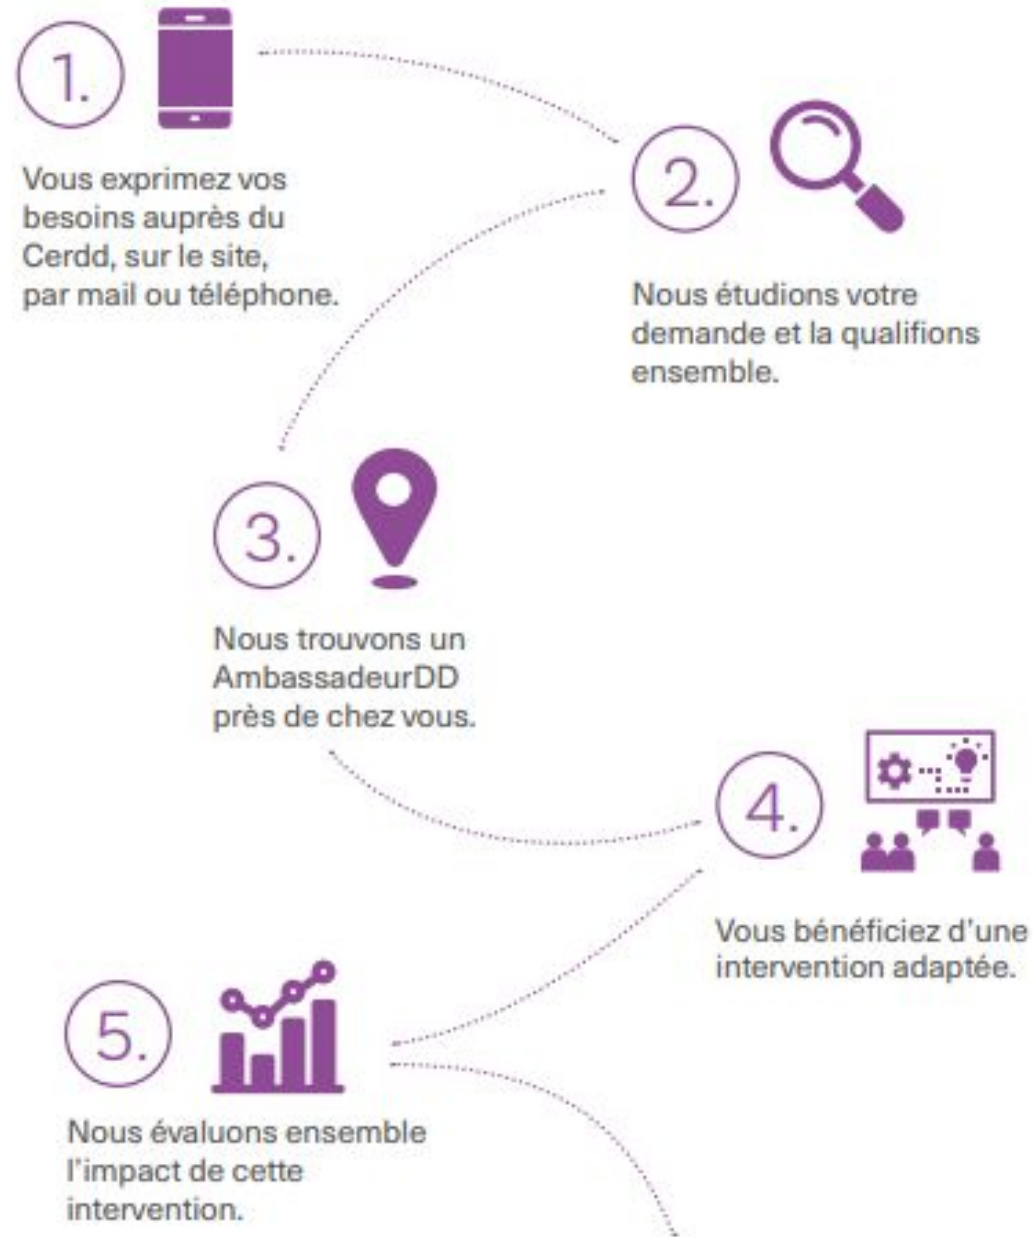 1.
Vous exprimez vos
besoins auprès du
Cerdd, sur le site,
par mail ou téléphone.
2.
Nous étudions votre
demande et la qualifions
ensemble.
3.
Nous trouvons un
AmbassadeurDD
près de chez vous.
4.
Vous bénéficiez d'une
intervention adaptée.
5.
Nous évaluons ensemble
l'impact de cette
intervention.